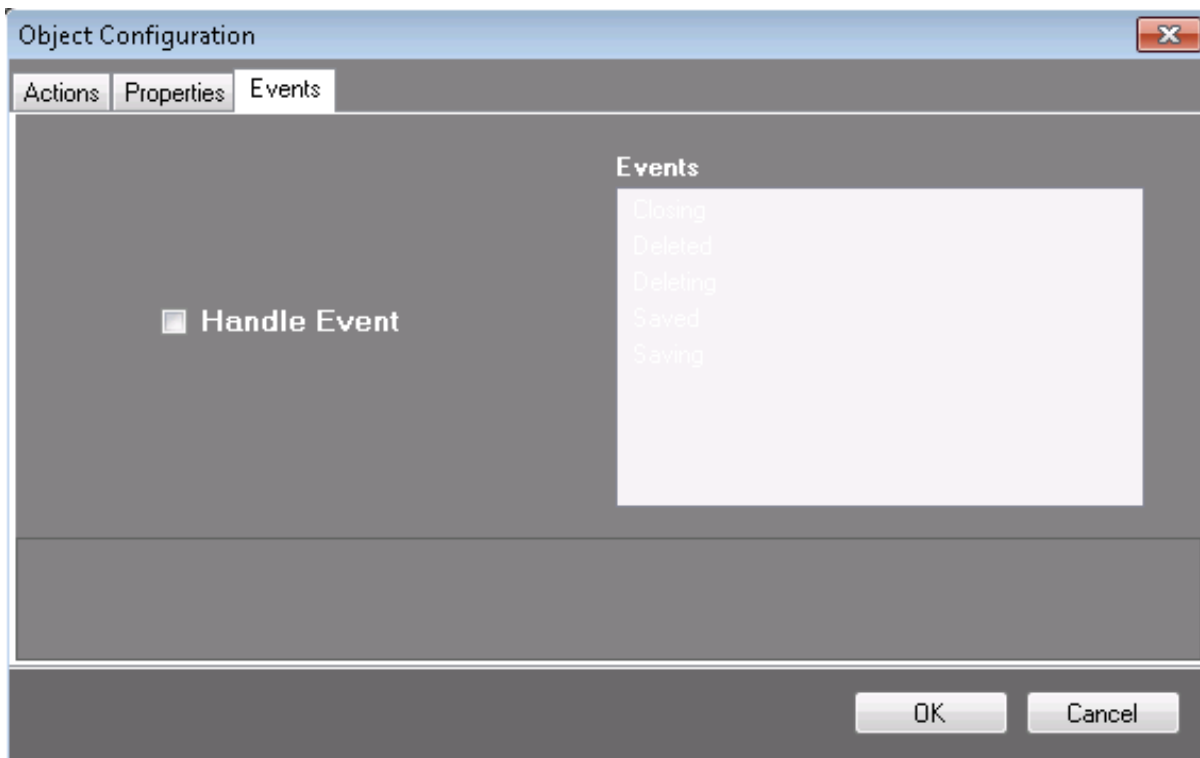 Object Configuration
Actions Properties Events
Events
Closing
Deleted
Deleting
Saved
Saving
Handle Event
OK Cancel